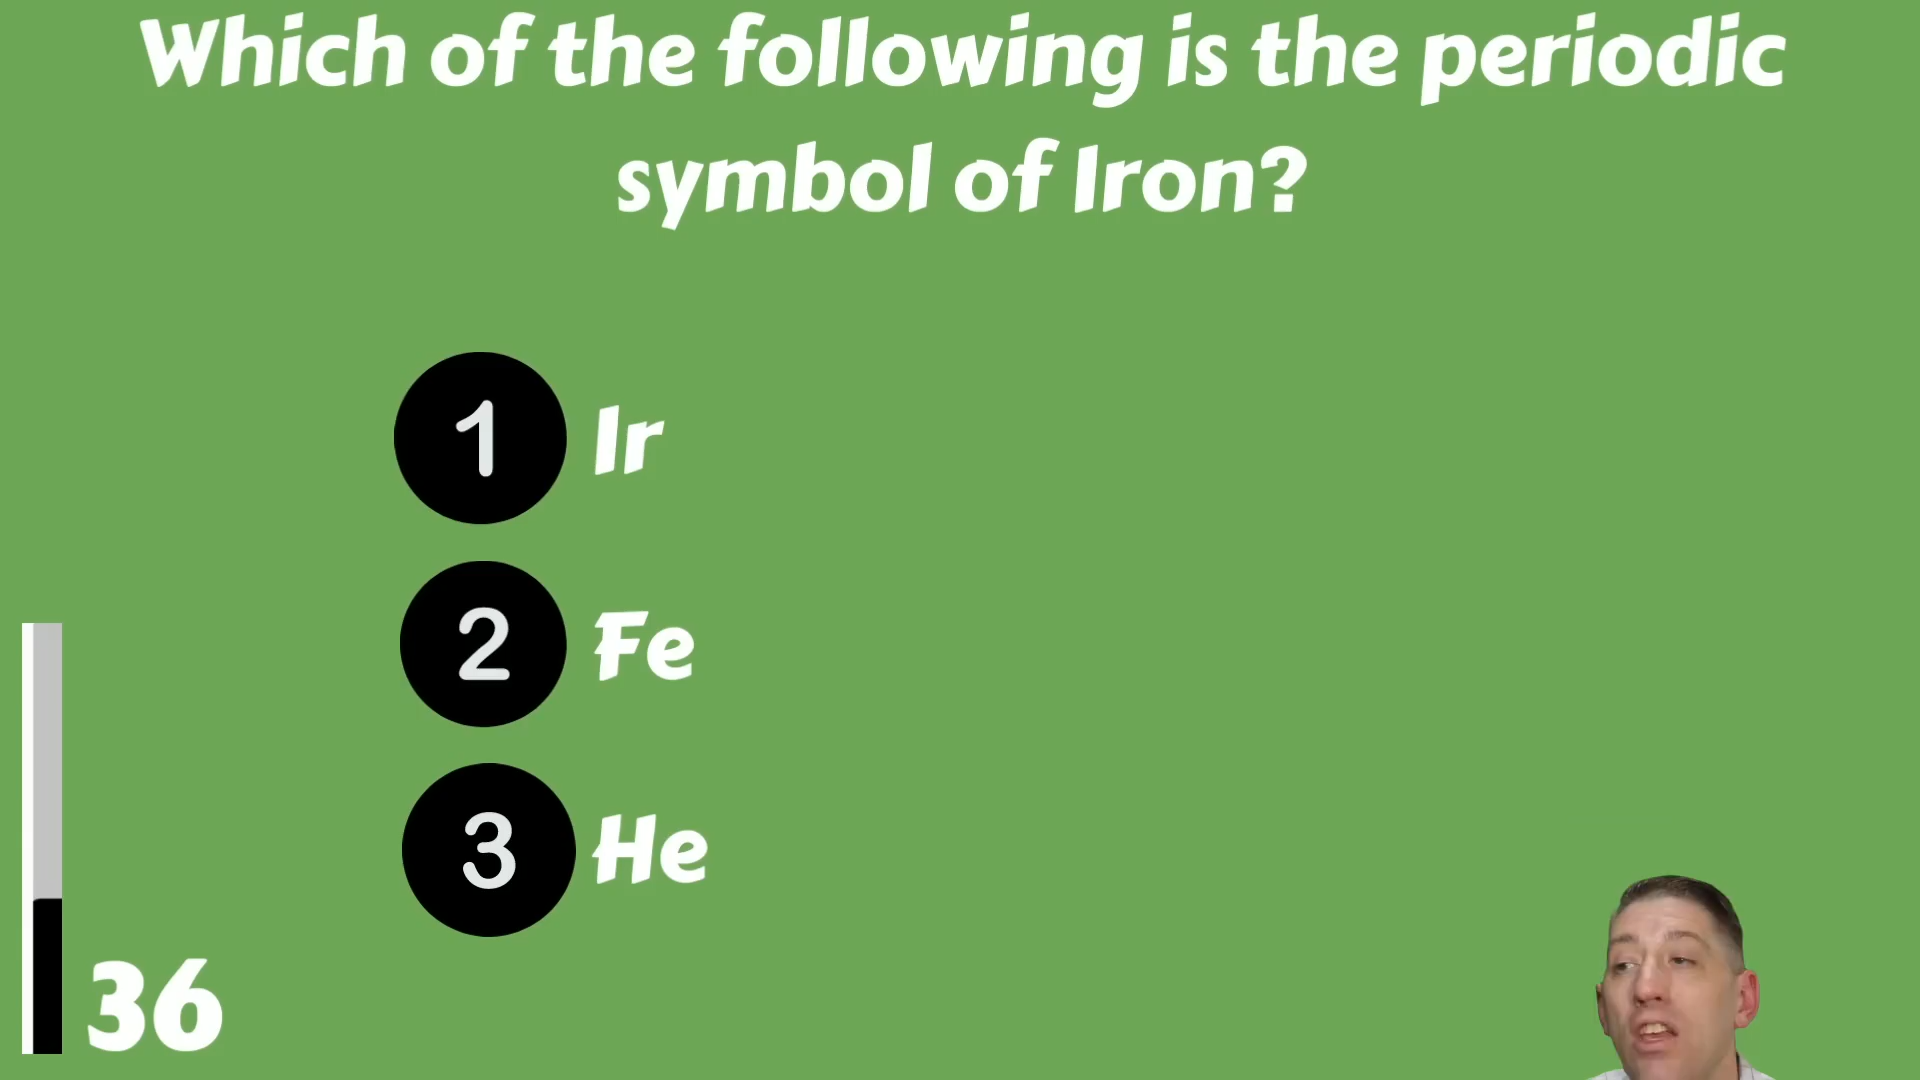 Which of the following is the periodic
symbol of Iron?
1 Ir
2 Fe
3 He
36